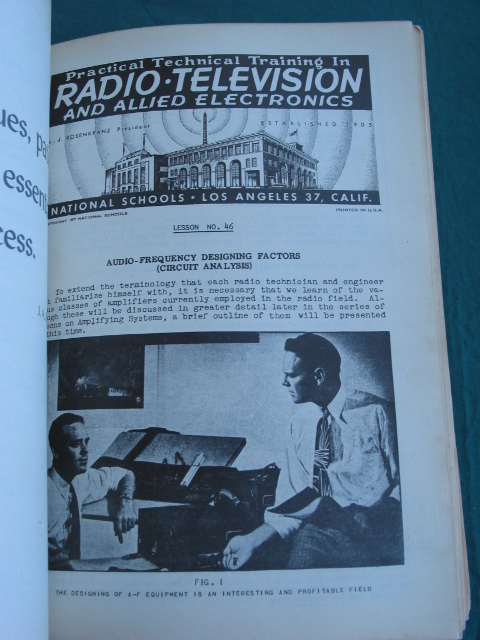 ues, pa
essen
cess.
Practical Technical Training In
RADIO·TELEVISION
AND ALLIED ELECTRONICS
J. ROSENKRANZ President
ESTABLISHED 1905
NATIONAL SCHOOLS · LOS ANGELES 37, CALIF.
BY NATIONAL SCHOOLS
PRINTED IN U.S.A.
LESSON NO. 46
AUDIO-FREQUENCY DESIGNING FACTORS
(CIRCUIT ANALYSIS)
To extend the terminology that each radio technician and engineer
t familiarize himself with, it is necessary that we learn of the va-
us classes of amplifiers currently employed in the radio field. Al-
ugh these will be discussed in greater detail later in the series of
sons on Amplifying Systems, a brief outline of them will be presented
this time.
FIG. 1
THE DESIGNING OF A-F EQUIPMENT IS AN INTERESTING AND PROFITABLE FIELD